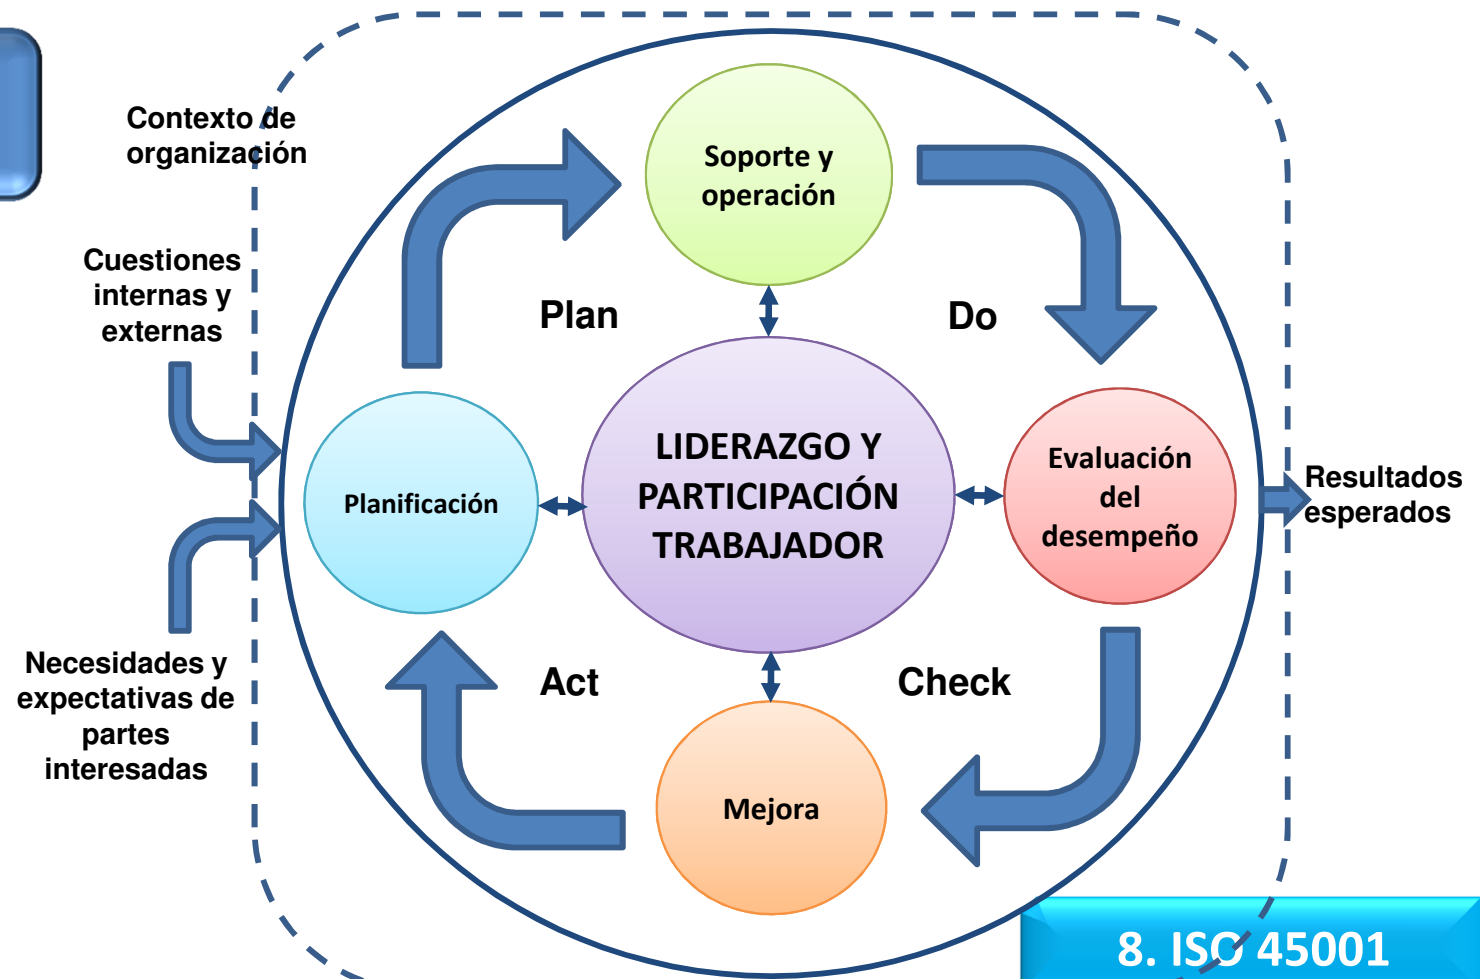 Contexto de
organización
Cuestiones
internas y
externas
Necesidades y
expectativas de
partes
interesadas
Soporte y
operación
Plan
Do
Planificación
LIDERAZGO Y
PARTICIPACIÓN
TRABAJADOR
Evaluación
del
desempeño
Resultados
esperados
Act
Check
Mejora
8. ISO 45001